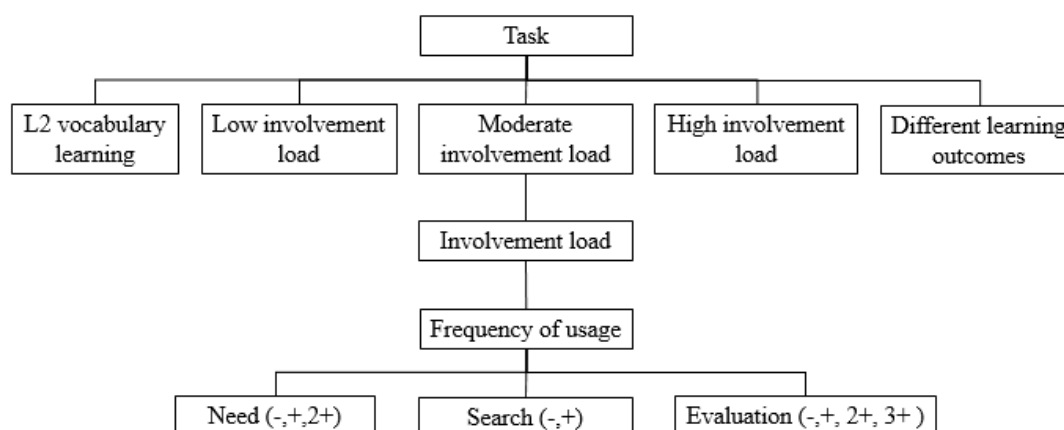 Task
L2 vocabulary
learning
Low involvement
load
Moderate
involvement load
High involvement
load
Different learning
outcomes
Involvement load
Frequency of usage
Need (-,+,2+)
Search (-,+)
Evaluation (-,+, 2+, 3+ )